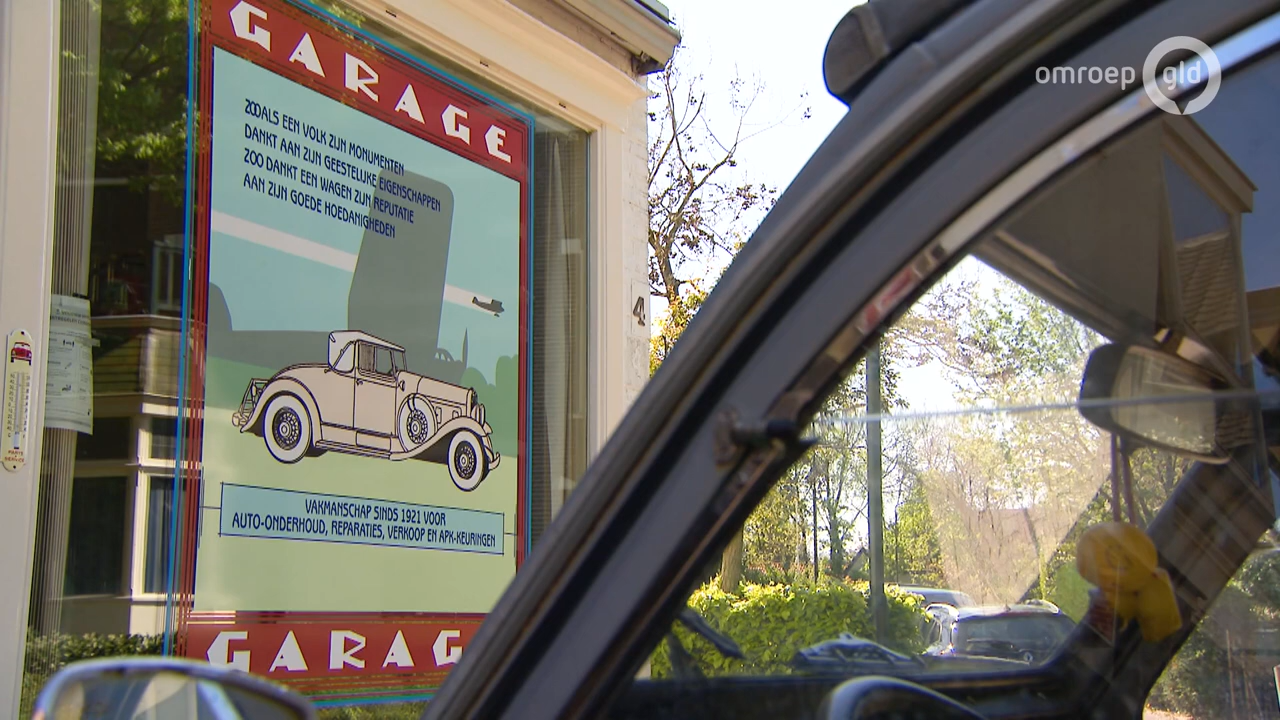 GARAGE
ZOOALS EEN VOLK ZIJN MONUMENTEN
DANKT AAN ZIJN GEESTELIJKE EIGENSCHAPPEN
ZOO DANKT EEN WAGEN ZIJN REPUTATIE
AAN ZIJN GOEDE HOEDANIGHEDEN
VAKMANSCHAP SINDS 1921 VOOR
AUTO-ONDERHOUD, REPARATIES, VERKOOP EN APK-KEURINGEN
GARAG
4
omroep gld